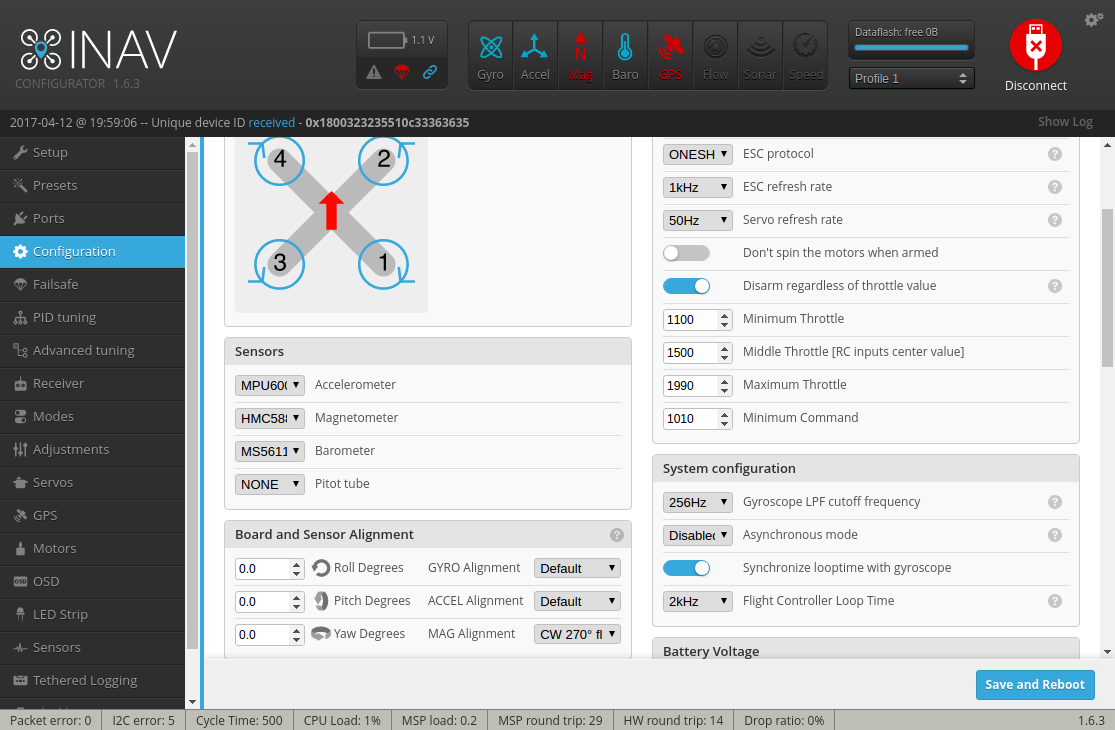 INAV
CONFIGURATOR 1.6.3
1.1 V
Gyro
Accel
Mag
Baro
GPS
Flow
Sonar
Speed
Dataflash: free 0B
Profile 1
Disconnect
2017-04-12 @ 19:59:06 -- Unique device ID received - 0x1800323235510c33363635
Show Log
Setup
Presets
Ports
Configuration
Failsafe
PID tuning
Advanced tuning
Receiver
Modes
Adjustments
Servos
GPS
Motors
OSD
LED Strip
Sensors
Tethered Logging
4
2
3
1
Sensors
MPU600 Accelerometer
HMC588 Magnetometer
MS5611 Barometer
NONE Pitot tube
Board and Sensor Alignment ?
0.0 Roll Degrees GYRO Alignment Default
0.0 Pitch Degrees ACCEL Alignment Default
0.0 Yaw Degrees MAG Alignment CW 270° fl
ONESH ESC protocol ?
1kHz ESC refresh rate ?
50Hz Servo refresh rate ?
Don't spin the motors when armed
Disarm regardless of throttle value ?
1100 Minimum Throttle
1500 Middle Throttle [RC inputs center value]
1990 Maximum Throttle
1010 Minimum Command
System configuration
256Hz Gyroscope LPF cutoff frequency ?
Disabled Asynchronous mode ?
Synchronize looptime with gyroscope
2kHz Flight Controller Loop Time ?
Battery Voltage
Save and Reboot
Packet error: 0
I2C error: 5
Cycle Time: 500
CPU Load: 1%
MSP load: 0.2
MSP round trip: 29
HW round trip: 14
Drop ratio: 0%
1.6.3